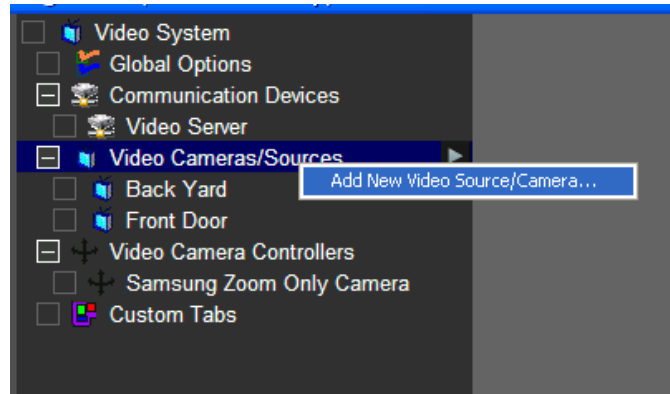 Video System
Global Options
Communication Devices
Video Server
Video Cameras/Sources
Add New Video Source/Camera...
Back Yard
Front Door
Video Camera Controllers
Samsung Zoom Only Camera
Custom Tabs